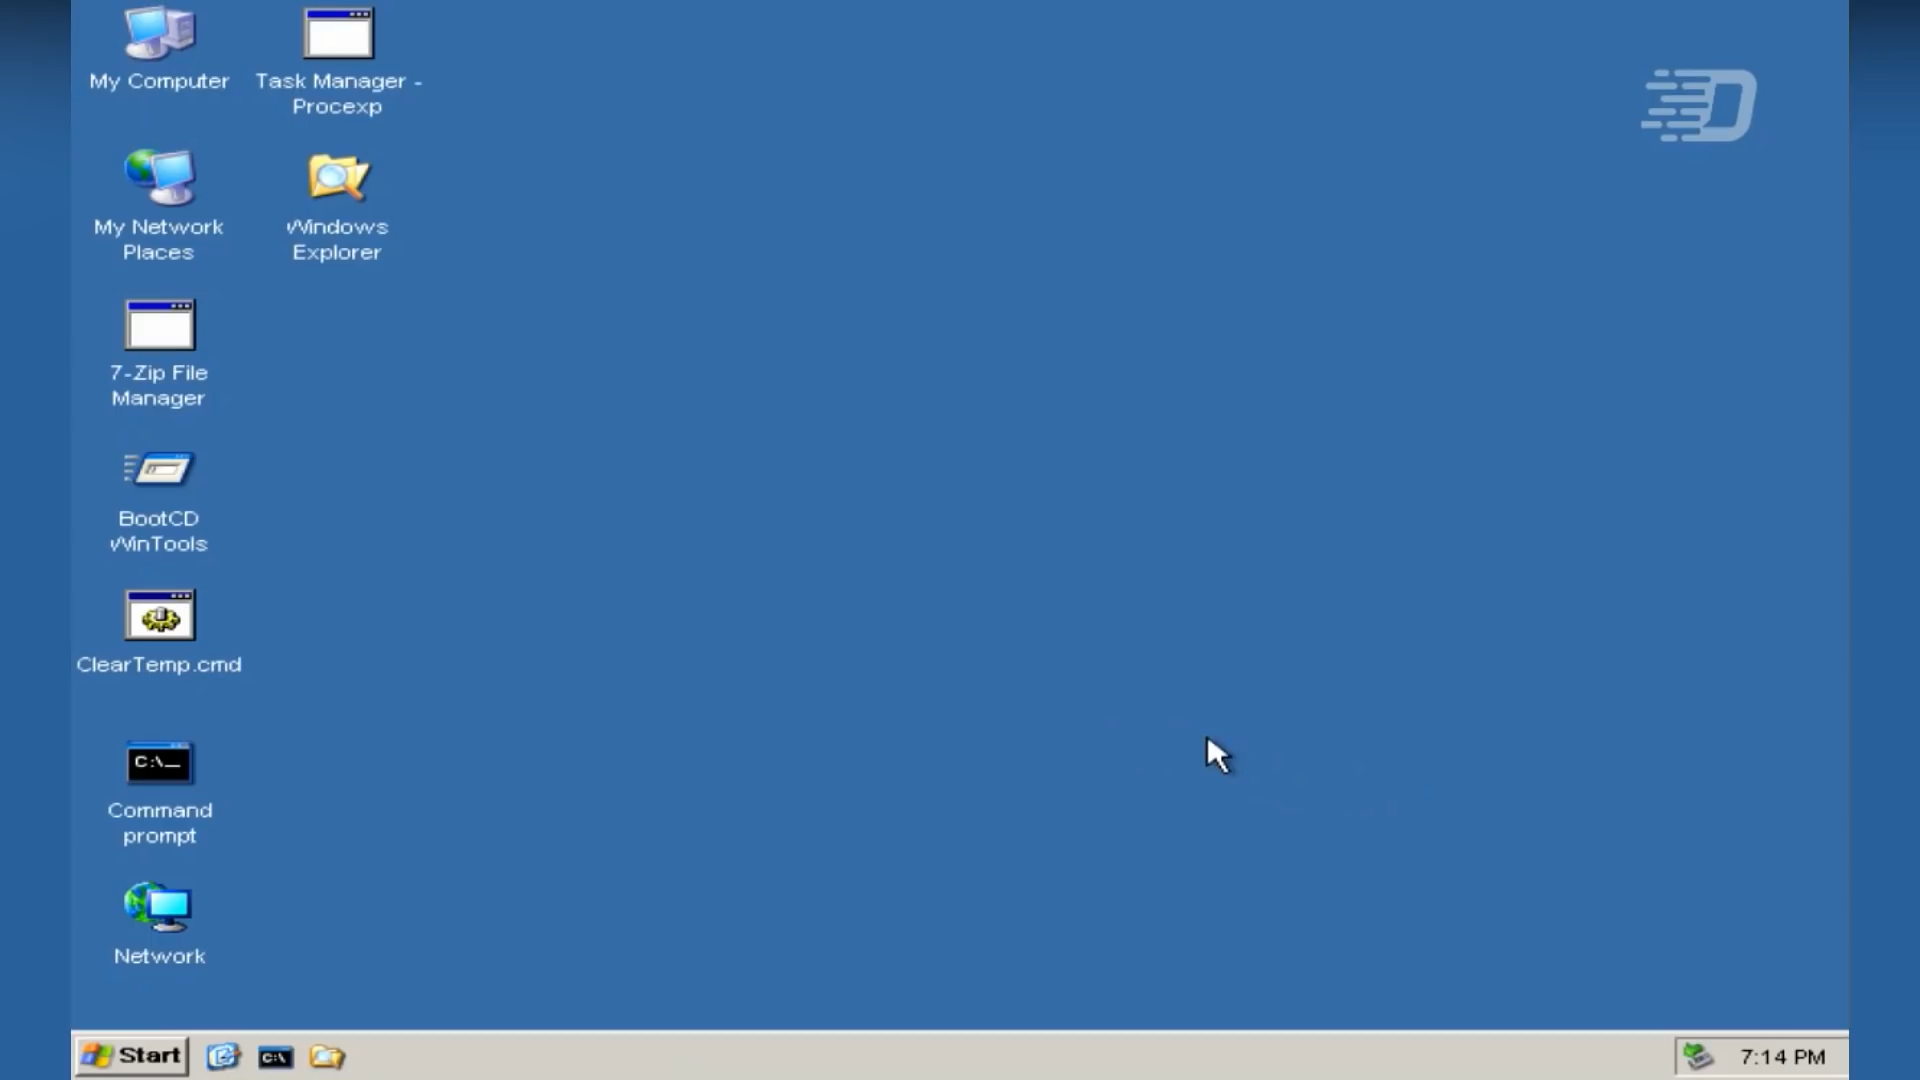 My Computer
Task Manager -
Procexp
My Network
Places
Windows
Explorer
7-Zip File
Manager
BootCD
WinTools
ClearTemp.cmd
C:\_
Command
prompt
Network
Start
C:\
7:14 PM
D